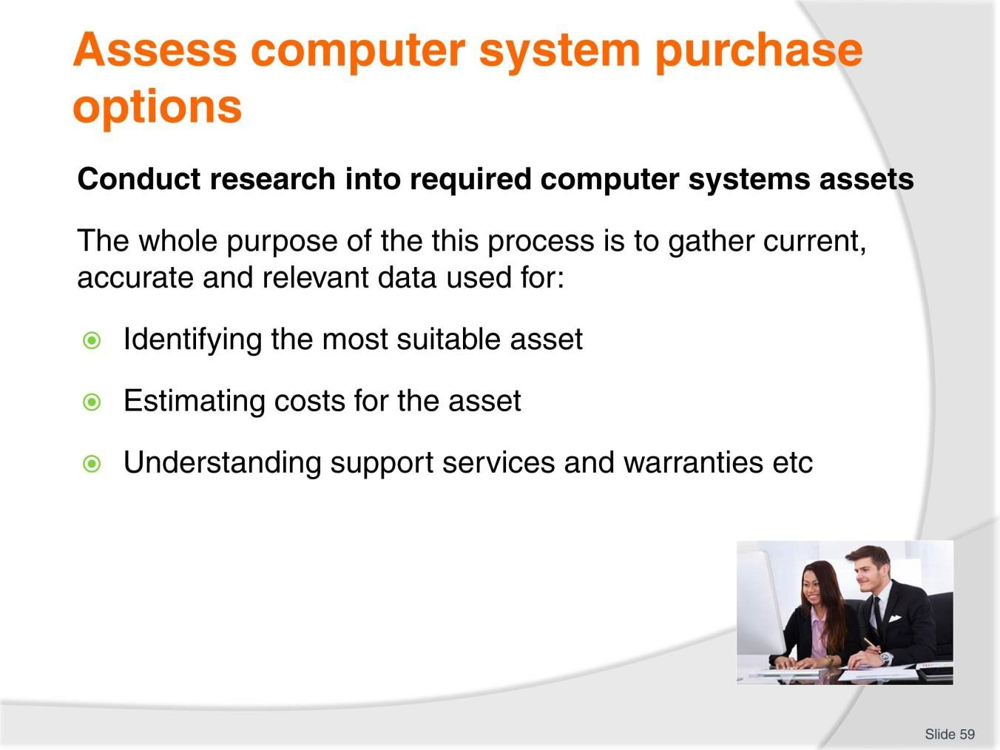 Assess computer system purchase
options
Conduct research into required computer systems assets
The whole purpose of the this process is to gather current,
accurate and relevant data used for:
Identifying the most suitable asset
Estimating costs for the asset
Understanding support services and warranties etc
Slide 59